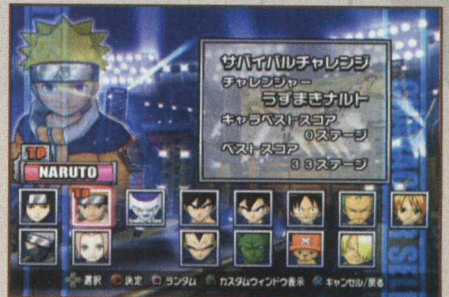 サバイバルチャレンジ
チャレンジャー
うずまきナルト
キャラベストスコア
0ステージ
ベストスコア
33ステージ
1P
NARUTO
1P
選択 決定 ランダム カスタムウィンドウ表示 キャンセル/戻る